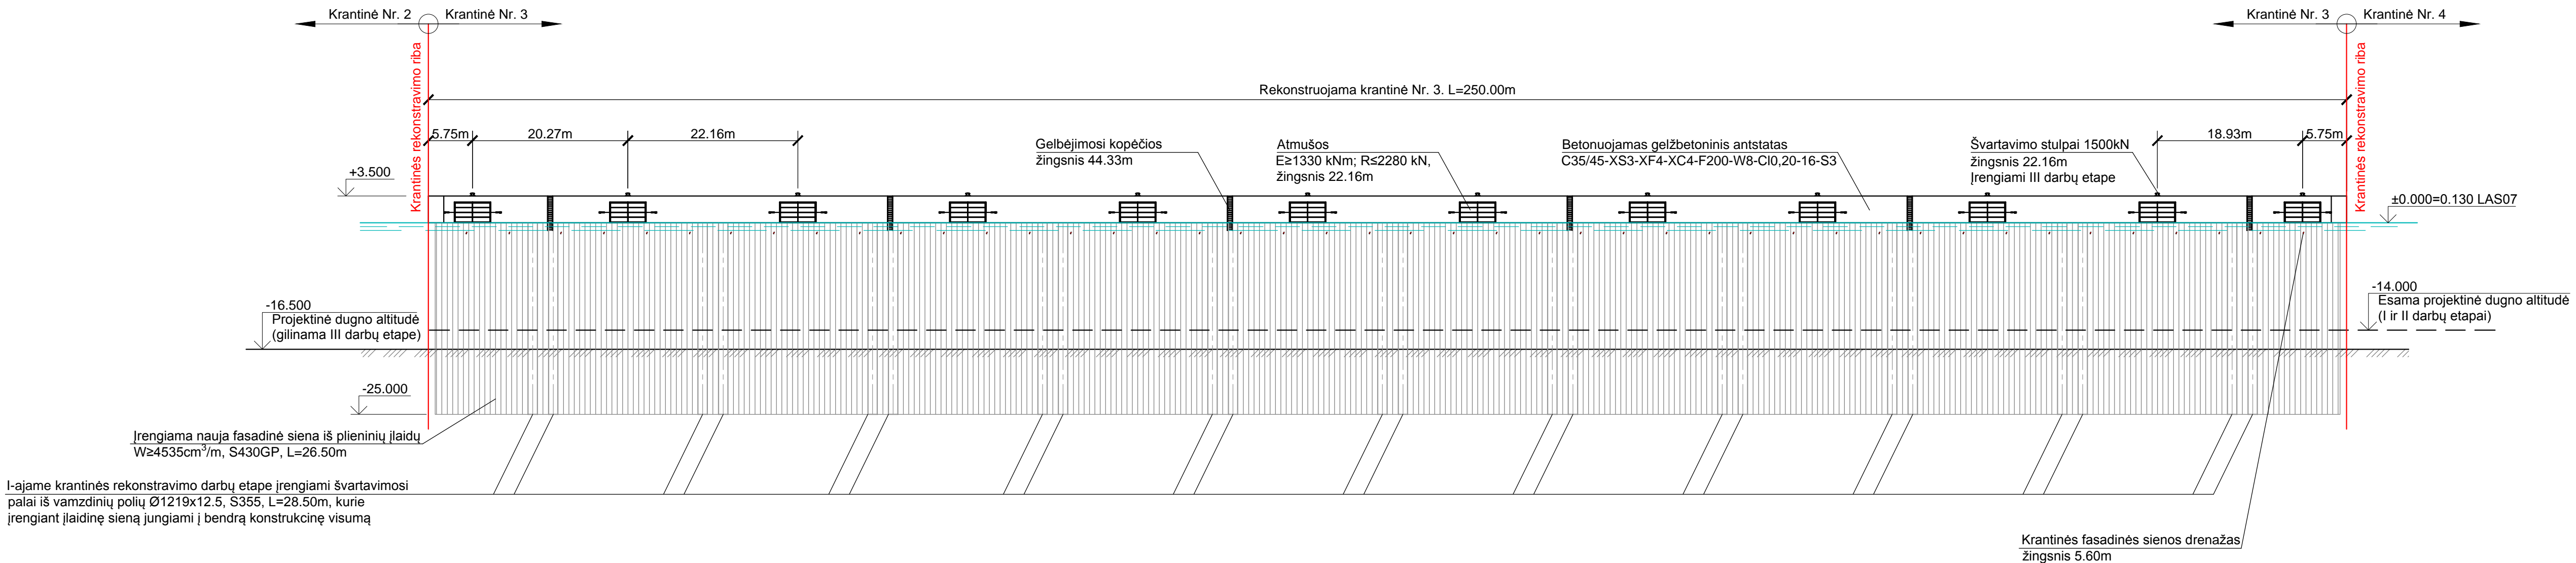 Krantinė Nr. 2
Krantinė Nr. 3
Krantinė Nr. 3
Krantinė Nr. 4
Krantinės rekonstravimo riba
Krantinės rekonstravimo riba
Rekonstruojama krantinė Nr. 3. L=250.00m
5.75m
20.27m
22.16m
18.93m
5.75m
Gelbėjimosi kopėčios
žingsnis 44.33m
Atmušos
E≥1330 kNm; R≤2280 kN,
žingsnis 22.16m
Betonuojamas gelžbetoninis antstatas
C35/45-XS3-XF4-XC4-F200-W8-Cl0,20-16-S3
Švartavimo stulpai 1500kN
žingsnis 22.16m
Įrengiami III darbų etape
+3.500
±0.000=0.130 LAS07
-16.500
Projektinė dugno altitudė
(gilinama III darbų etape)
-14.000
Esama projektinė dugno altitudė
(I ir II darbų etapai)
-25.000
Įrengiama nauja fasadinė siena iš plieninių įlaidų
W≥4535cm³/m, S430GP, L=26.50m
I-ajame krantinės rekonstravimo darbų etape įrengiami švartavimosi
palai iš vamzdinių polių Ø1219x12.5, S355, L=28.50m, kurie
įrengiant įlaidinę sieną jungiami į bendrą konstrukcinę visumą
Krantinės fasadinės sienos drenažas
žingsnis 5.60m